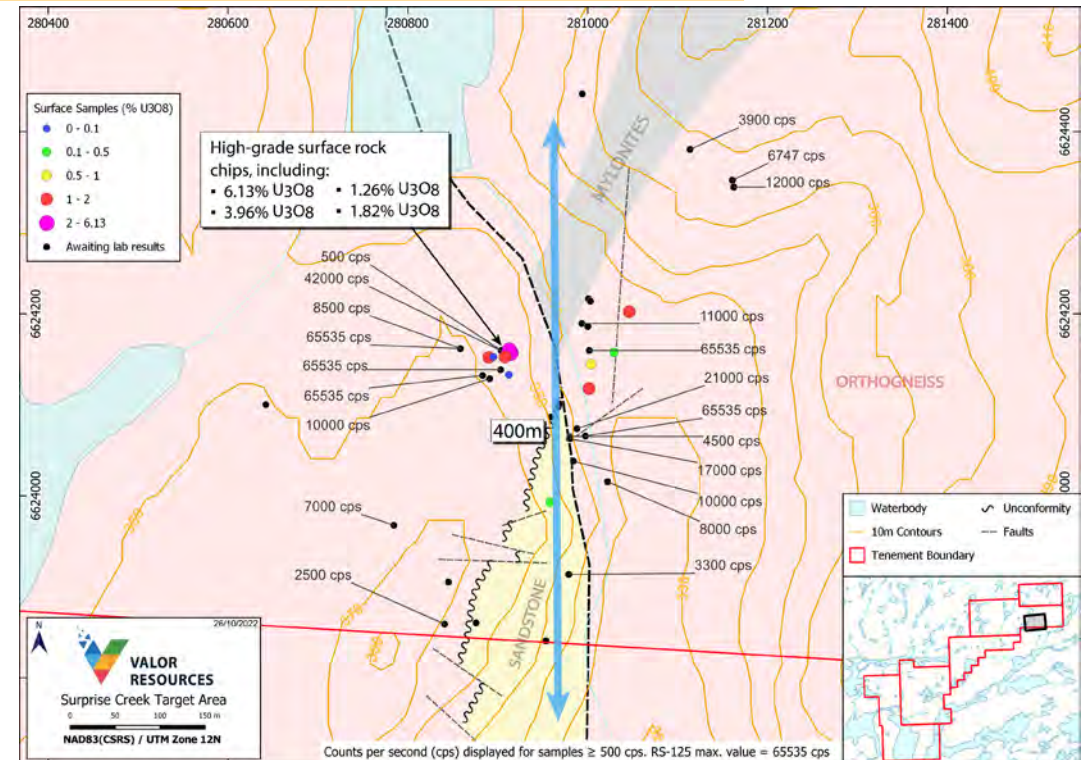 280400
280600
280800
281000
281200
281400
6624400
6624200
6624000
6624400
6624200
Surface Samples (% U3O8)
0 - 0.1
0.1 - 0.5
0.5 - 1
1 - 2
2 - 6.13
Awaiting lab results
High-grade surface rock
chips, including:
▪ 6.13% U3O8 ▪ 1.26% U3O8
▪ 3.96% U3O8 ▪ 1.82% U3O8
MYLONITES
3900 cps
6747 cps
12000 cps
500 cps
42000 cps
8500 cps
65535 cps
65535 cps
65535 cps
10000 cps
11000 cps
65535 cps
21000 cps
65535 cps
4500 cps
17000 cps
10000 cps
8000 cps
3300 cps
ORTHOGNEISS
400m
7000 cps
2500 cps
SANDSTONE
Waterbody
Unconformity
10m Contours
Faults
Tenement Boundary
N
26/10/2022
VALOR
RESOURCES
Surprise Creek Target Area
0 50 100 150 m
NAD83(CSRS) / UTM Zone 12N
Counts per second (cps) displayed for samples ≥ 500 cps. RS-125 max. value = 65535 cps